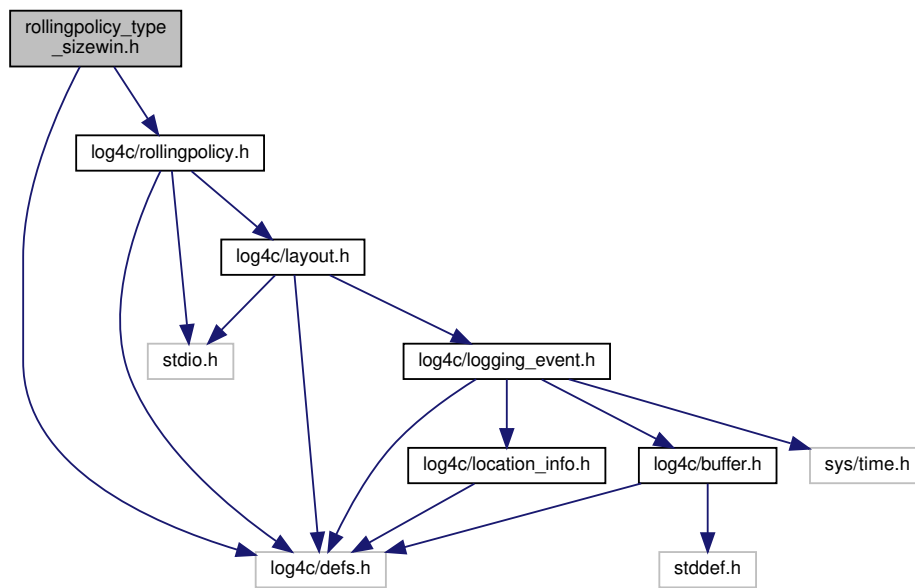 rollingpolicy_type
_sizewin.h
log4c/rollingpolicy.h
log4c/layout.h
stdio.h
log4c/logging_event.h
log4c/location_info.h
log4c/buffer.h
sys/time.h
log4c/defs.h
stddef.h